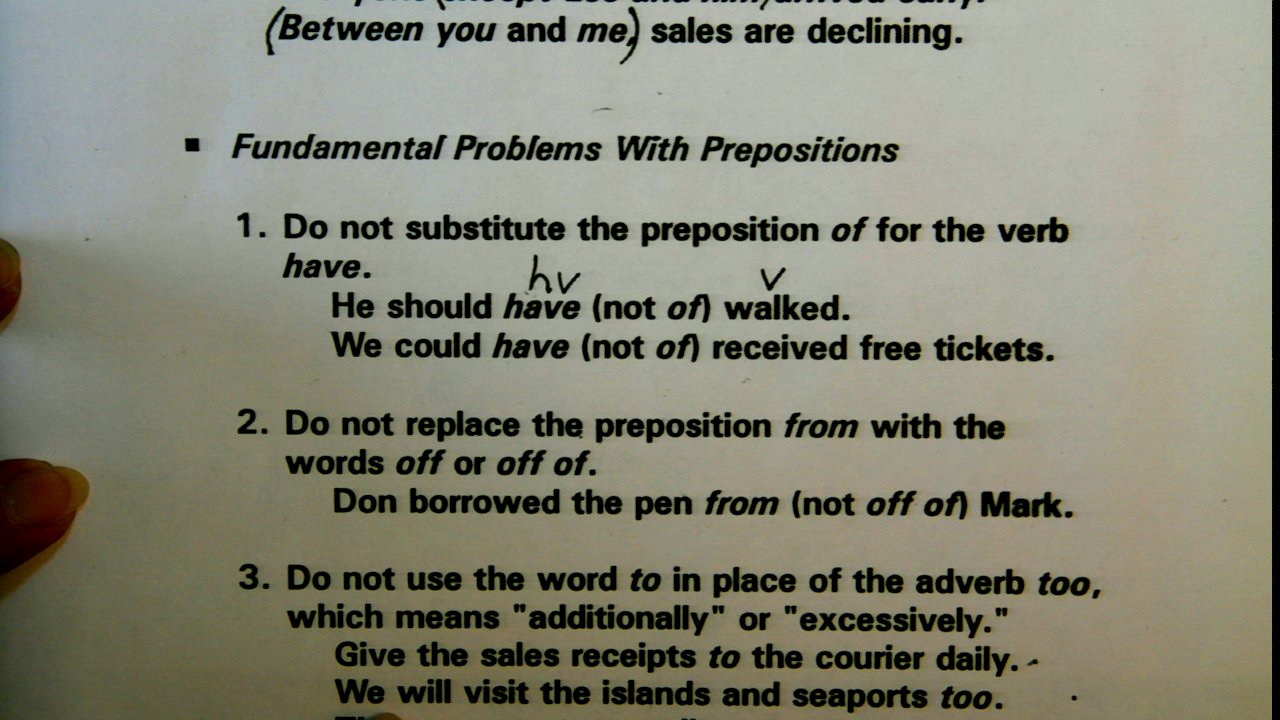 (Between you and me,) sales are declining.
▪ Fundamental Problems With Prepositions
1. Do not substitute the preposition of for the verb
have.
hv v
He should have (not of) walked.
We could have (not of) received free tickets.
2. Do not replace the preposition from with the
words off or off of.
Don borrowed the pen from (not off of) Mark.
3. Do not use the word to in place of the adverb too,
which means "additionally" or "excessively."
Give the sales receipts to the courier daily.
We will visit the islands and seaports too.